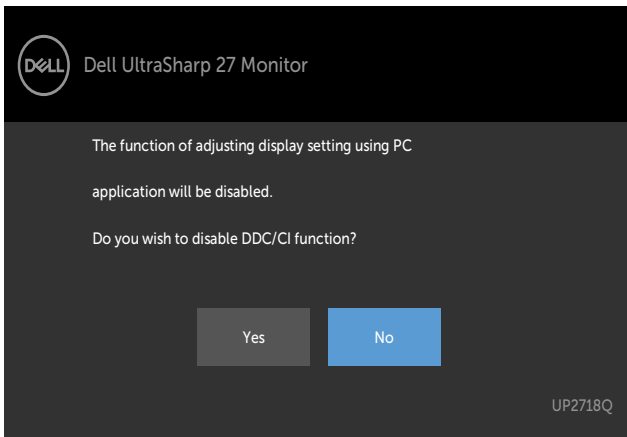 DELL
Dell UltraSharp 27 Monitor
The function of adjusting display setting using PC
application will be disabled.
Do you wish to disable DDC/CI function?
Yes
No
UP2718Q